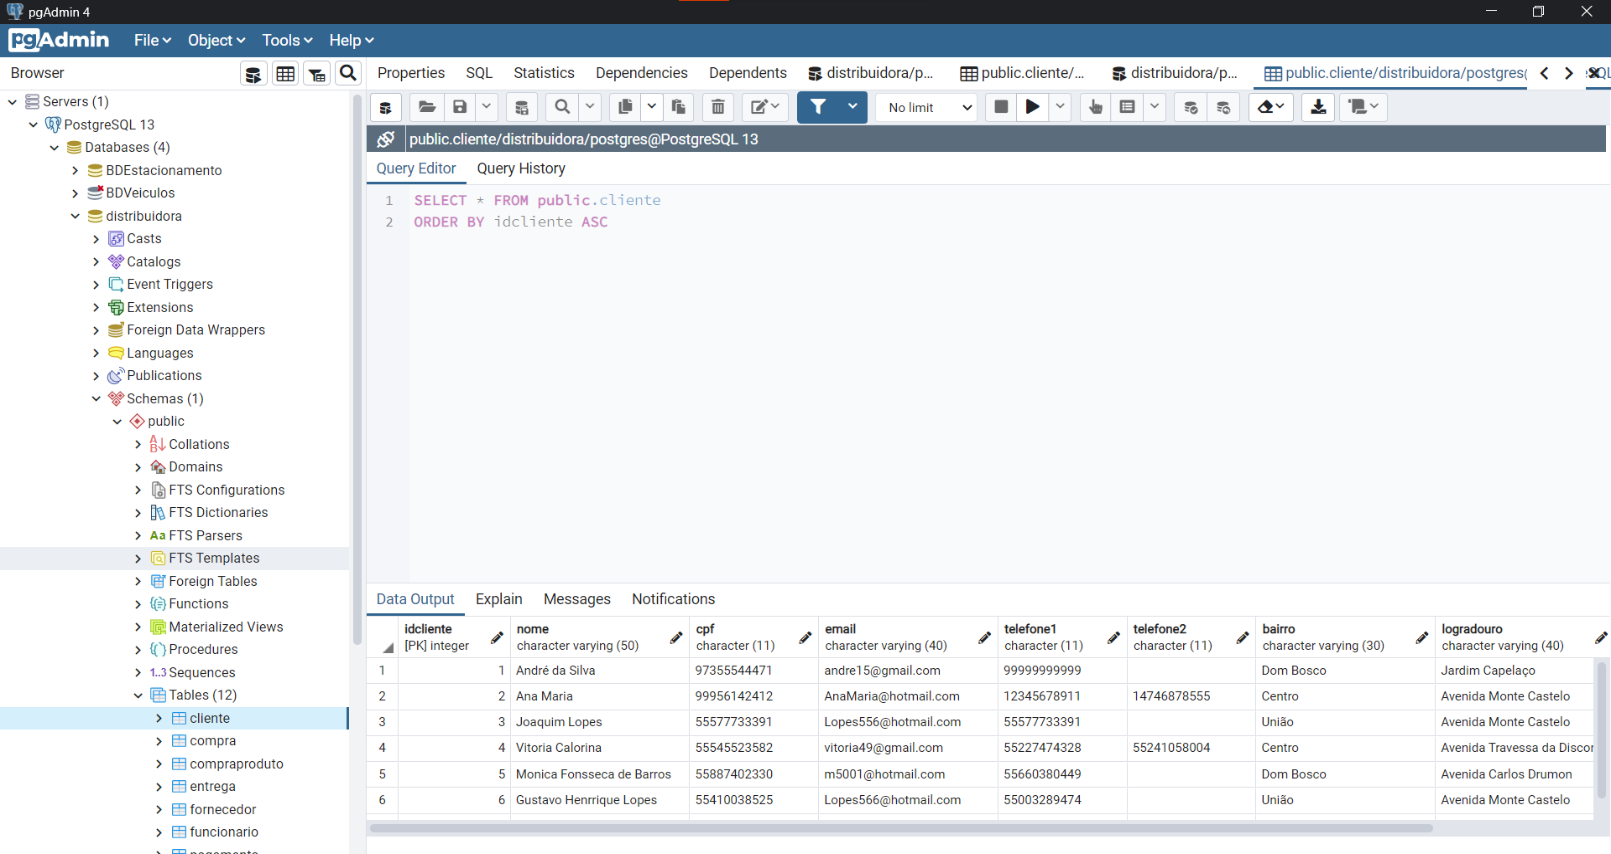 pgAdmin 4
pgAdmin File Object Tools Help
Browser
Properties SQL Statistics Dependencies Dependents distribuidora/p... public.cliente/... distribuidora/p... public.cliente/distribuidora/postgres(
Servers (1)
PostgreSQL 13
Databases (4)
BDEstacionamento
BDVeiculos
distribuidora
Casts
Catalogs
Event Triggers
Extensions
Foreign Data Wrappers
Languages
Publications
Schemas (1)
public
Collations
Domains
FTS Configurations
FTS Dictionaries
Aa FTS Parsers
FTS Templates
Foreign Tables
Functions
Materialized Views
Procedures
1..3 Sequences
Tables (12)
cliente
compra
compraproduto
entrega
fornecedor
funcionario
No limit
public.cliente/distribuidora/postgres@PostgreSQL 13
Query Editor Query History
1 SELECT * FROM public.cliente
2 ORDER BY idcliente ASC
Data Output Explain Messages Notifications
idcliente nome cpf email telefone1 telefone2 bairro logradouro
[PK] integer character varying (50) character (11) character varying (40) character (11) character (11) character varying (30) character varying (40)
1 1 André da Silva 97355544471 andre15@gmail.com 99999999999 Dom Bosco Jardim Capelaço
2 2 Ana Maria 99956142412 AnaMaria@hotmail.com 12345678911 14746878555 Centro Avenida Monte Castelo
3 3 Joaquim Lopes 55577733391 Lopes556@hotmail.com 55577733391 União Avenida Monte Castelo
4 4 Vitoria Calorina 55545523582 vitoria49@gmail.com 55227474328 55241058004 Centro Avenida Travessa da Discor
5 5 Monica Fonsseca de Barros 55887402330 m5001@hotmail.com 55660380449 Dom Bosco Avenida Carlos Drumon
6 6 Gustavo Henrrique Lopes 55410038525 Lopes566@hotmail.com 55003289474 União Avenida Monte Castelo